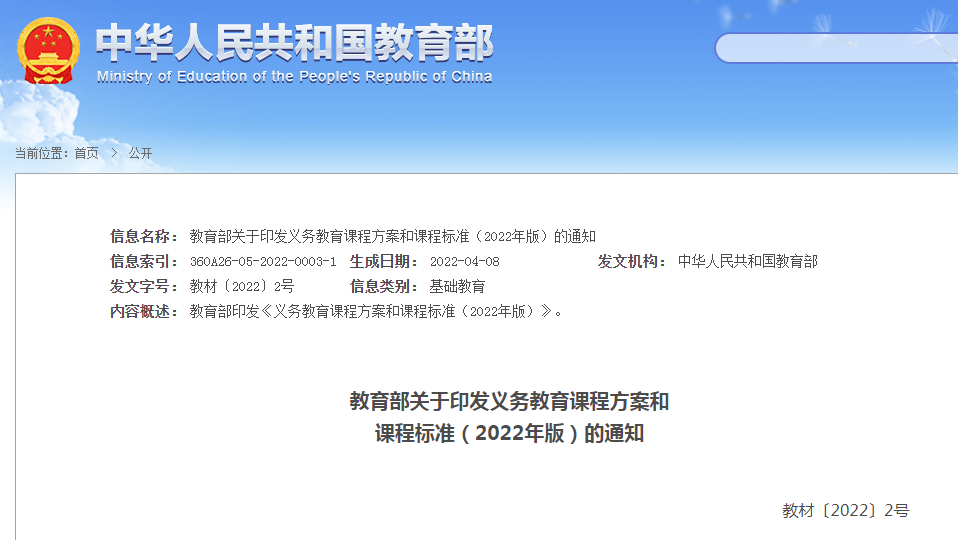 中华人民共和国教育部
Ministry of Education of the People's Republic of China
当前位置： 首页 > 公开
信息名称： 教育部关于印发义务教育课程方案和课程标准（2022年版）的通知
信息索引： 360A26-05-2022-0003-1 生成日期： 2022-04-08 发文机构： 中华人民共和国教育部
发文字号： 教材〔2022〕2号 信息类别： 基础教育
内容概述： 教育部印发《义务教育课程方案和课程标准（2022年版）》。
教育部关于印发义务教育课程方案和
课程标准（2022年版）的通知
教材〔2022〕2号